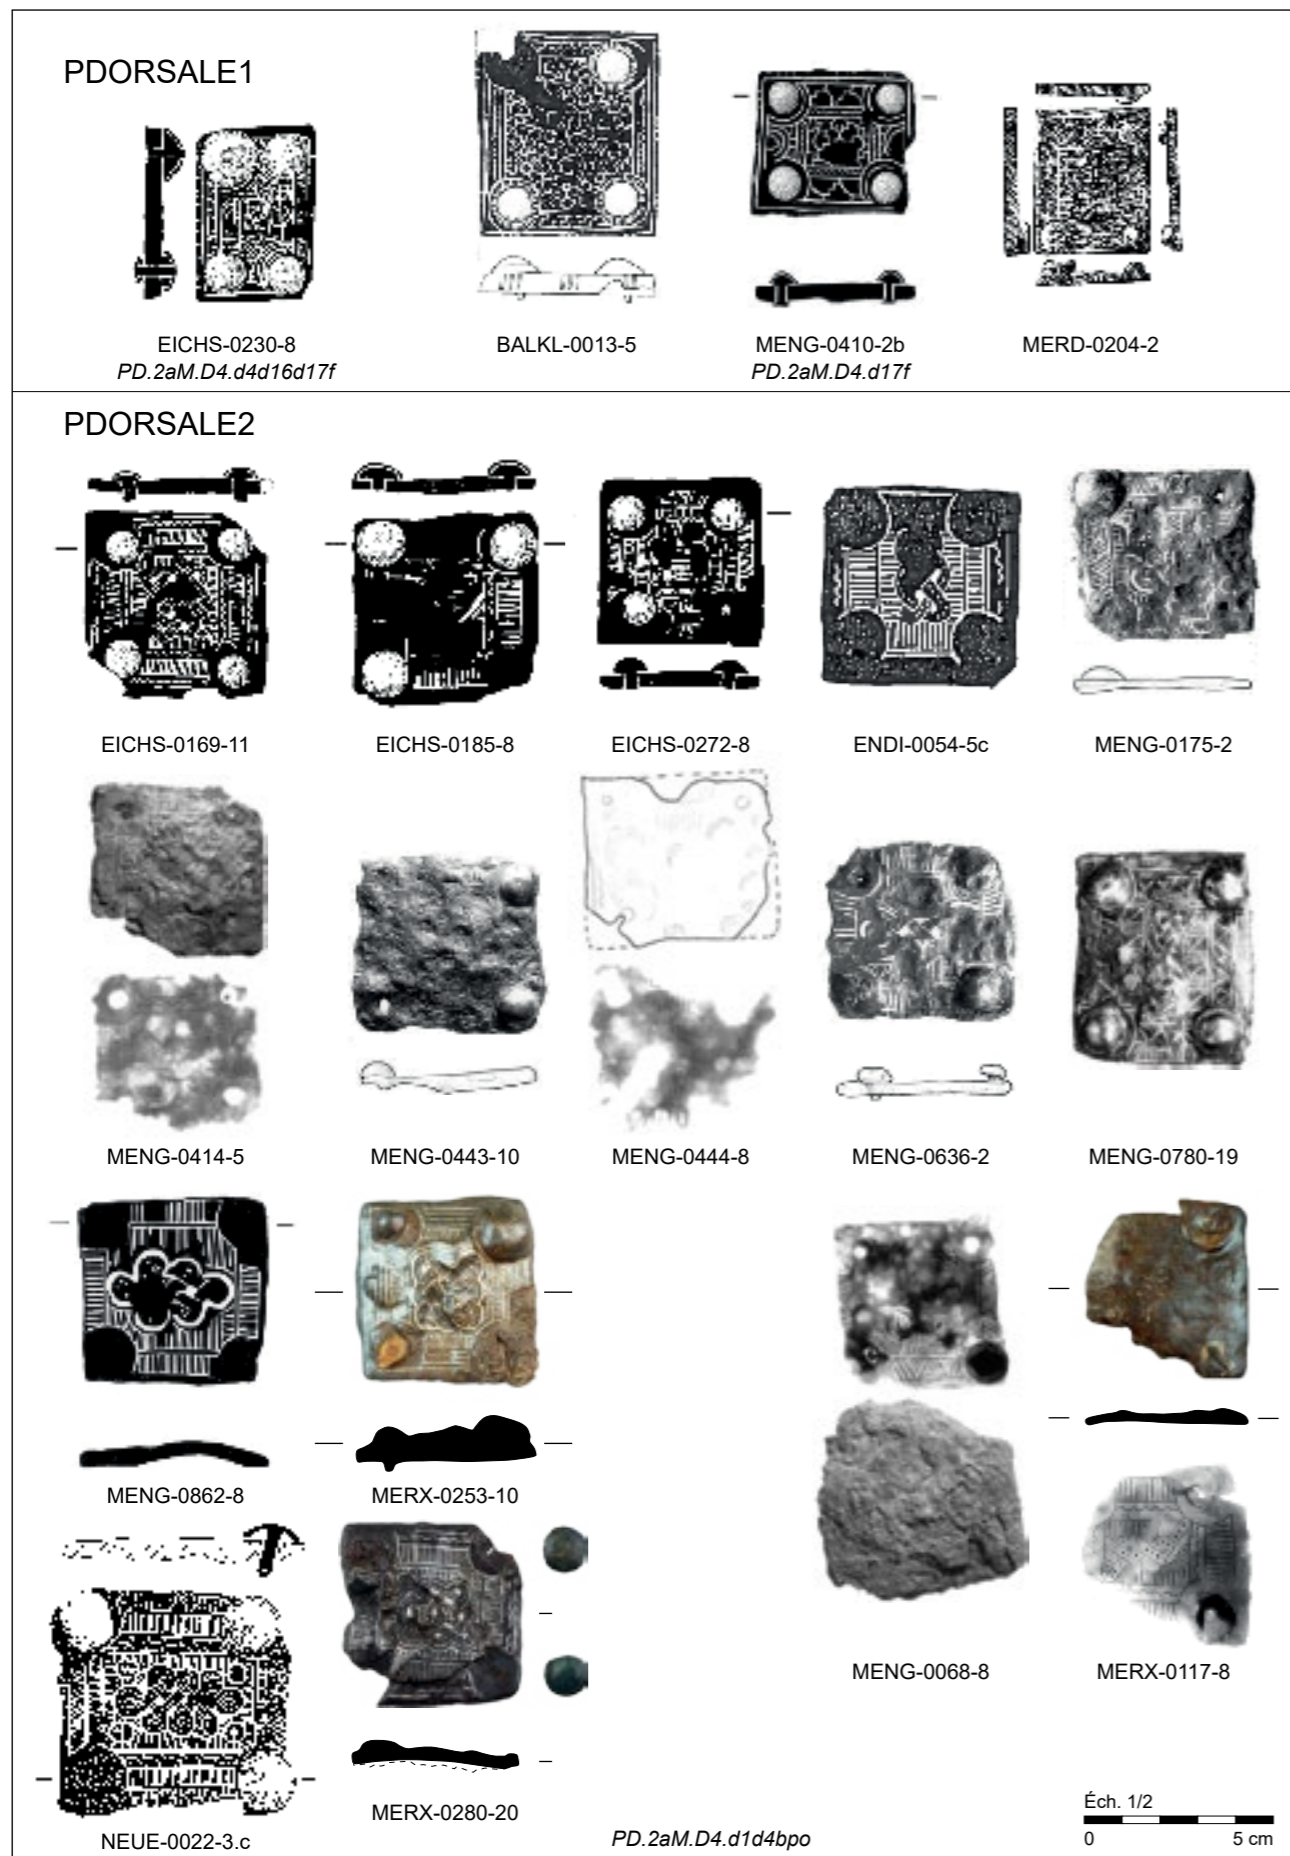 PDORSALE1
EICHS-0230-8
PD.2aM.D4.d4d16d17f
BALKL-0013-5
MENG-0410-2b
PD.2aM.D4.d17f
MERD-0204-2
PDORSALE2
EICHS-0169-11
EICHS-0185-8
EICHS-0272-8
ENDI-0054-5c
MENG-0175-2
MENG-0414-5
MENG-0443-10
MENG-0444-8
MENG-0636-2
MENG-0780-19
MENG-0862-8
MERX-0253-10
MENG-0068-8
MERX-0117-8
NEUE-0022-3.c
MERX-0280-20
PD.2aM.D4.d1d4bpo
Éch. 1/2
0 5 cm